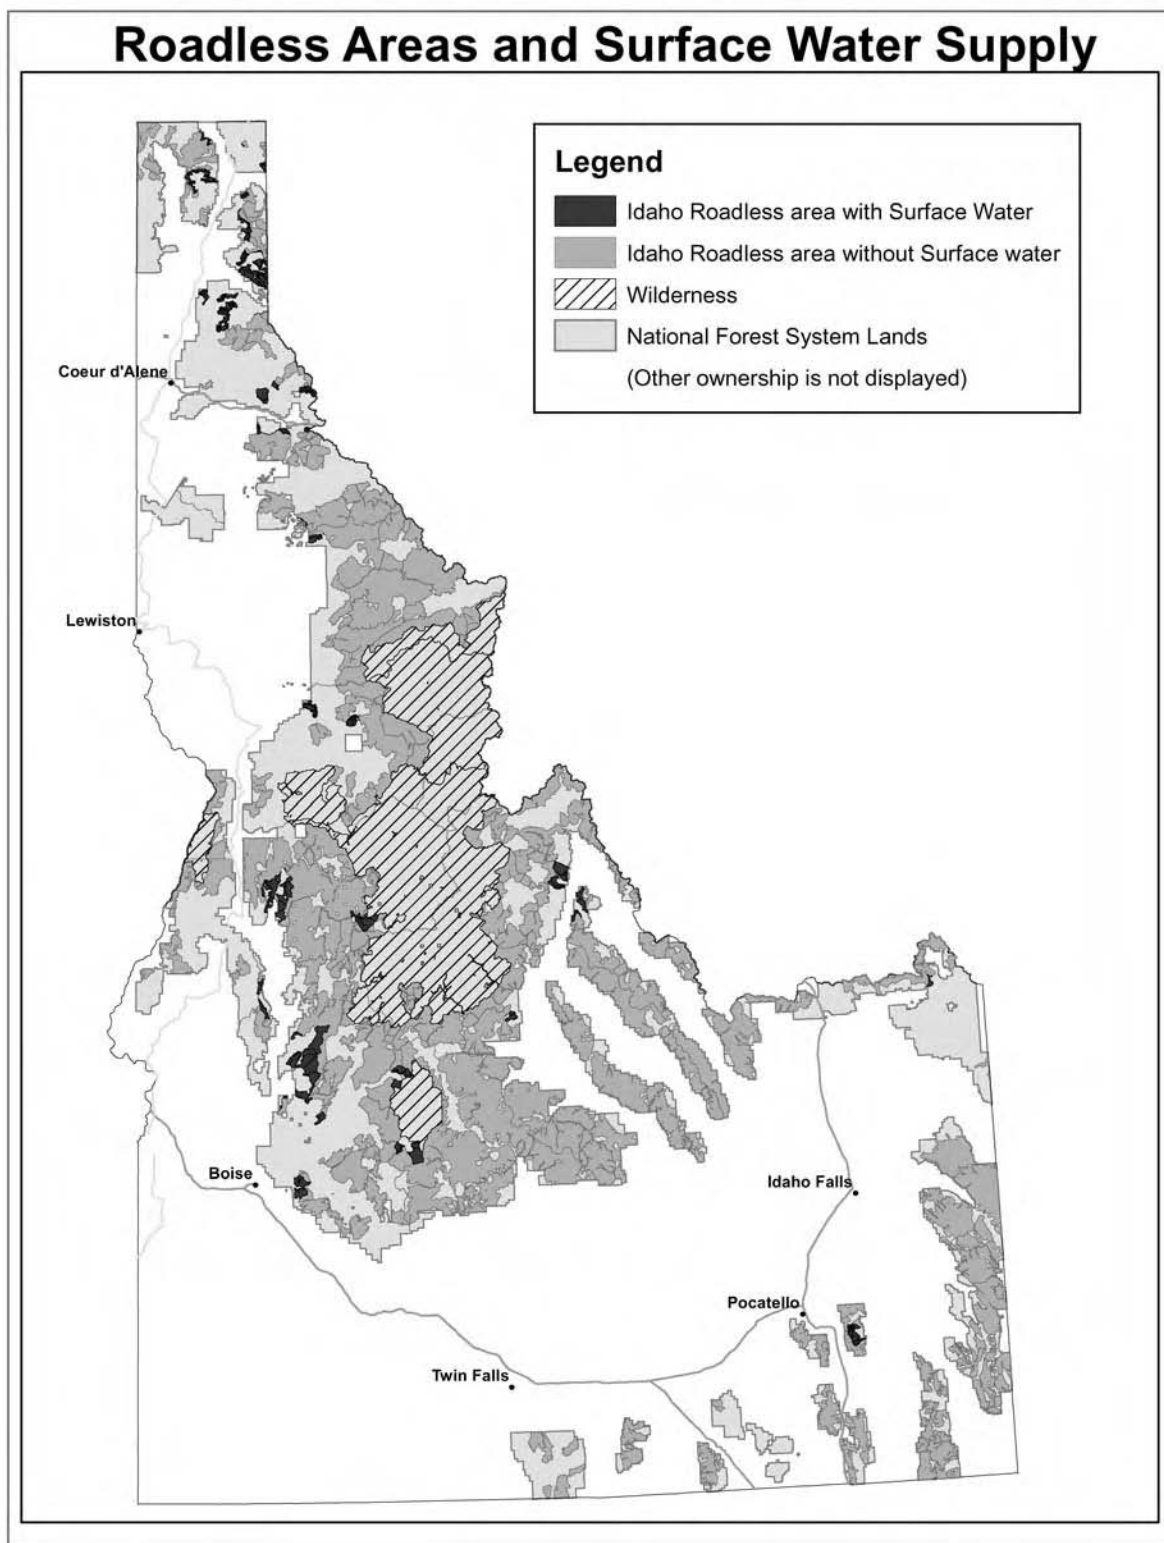 Roadless Areas and Surface Water Supply
Legend
Idaho Roadless area with Surface Water
Idaho Roadless area without Surface water
Wilderness
National Forest System Lands
(Other ownership is not displayed)
Coeur d'Alene
Lewiston
Boise
Idaho Falls
Pocatello
Twin Falls